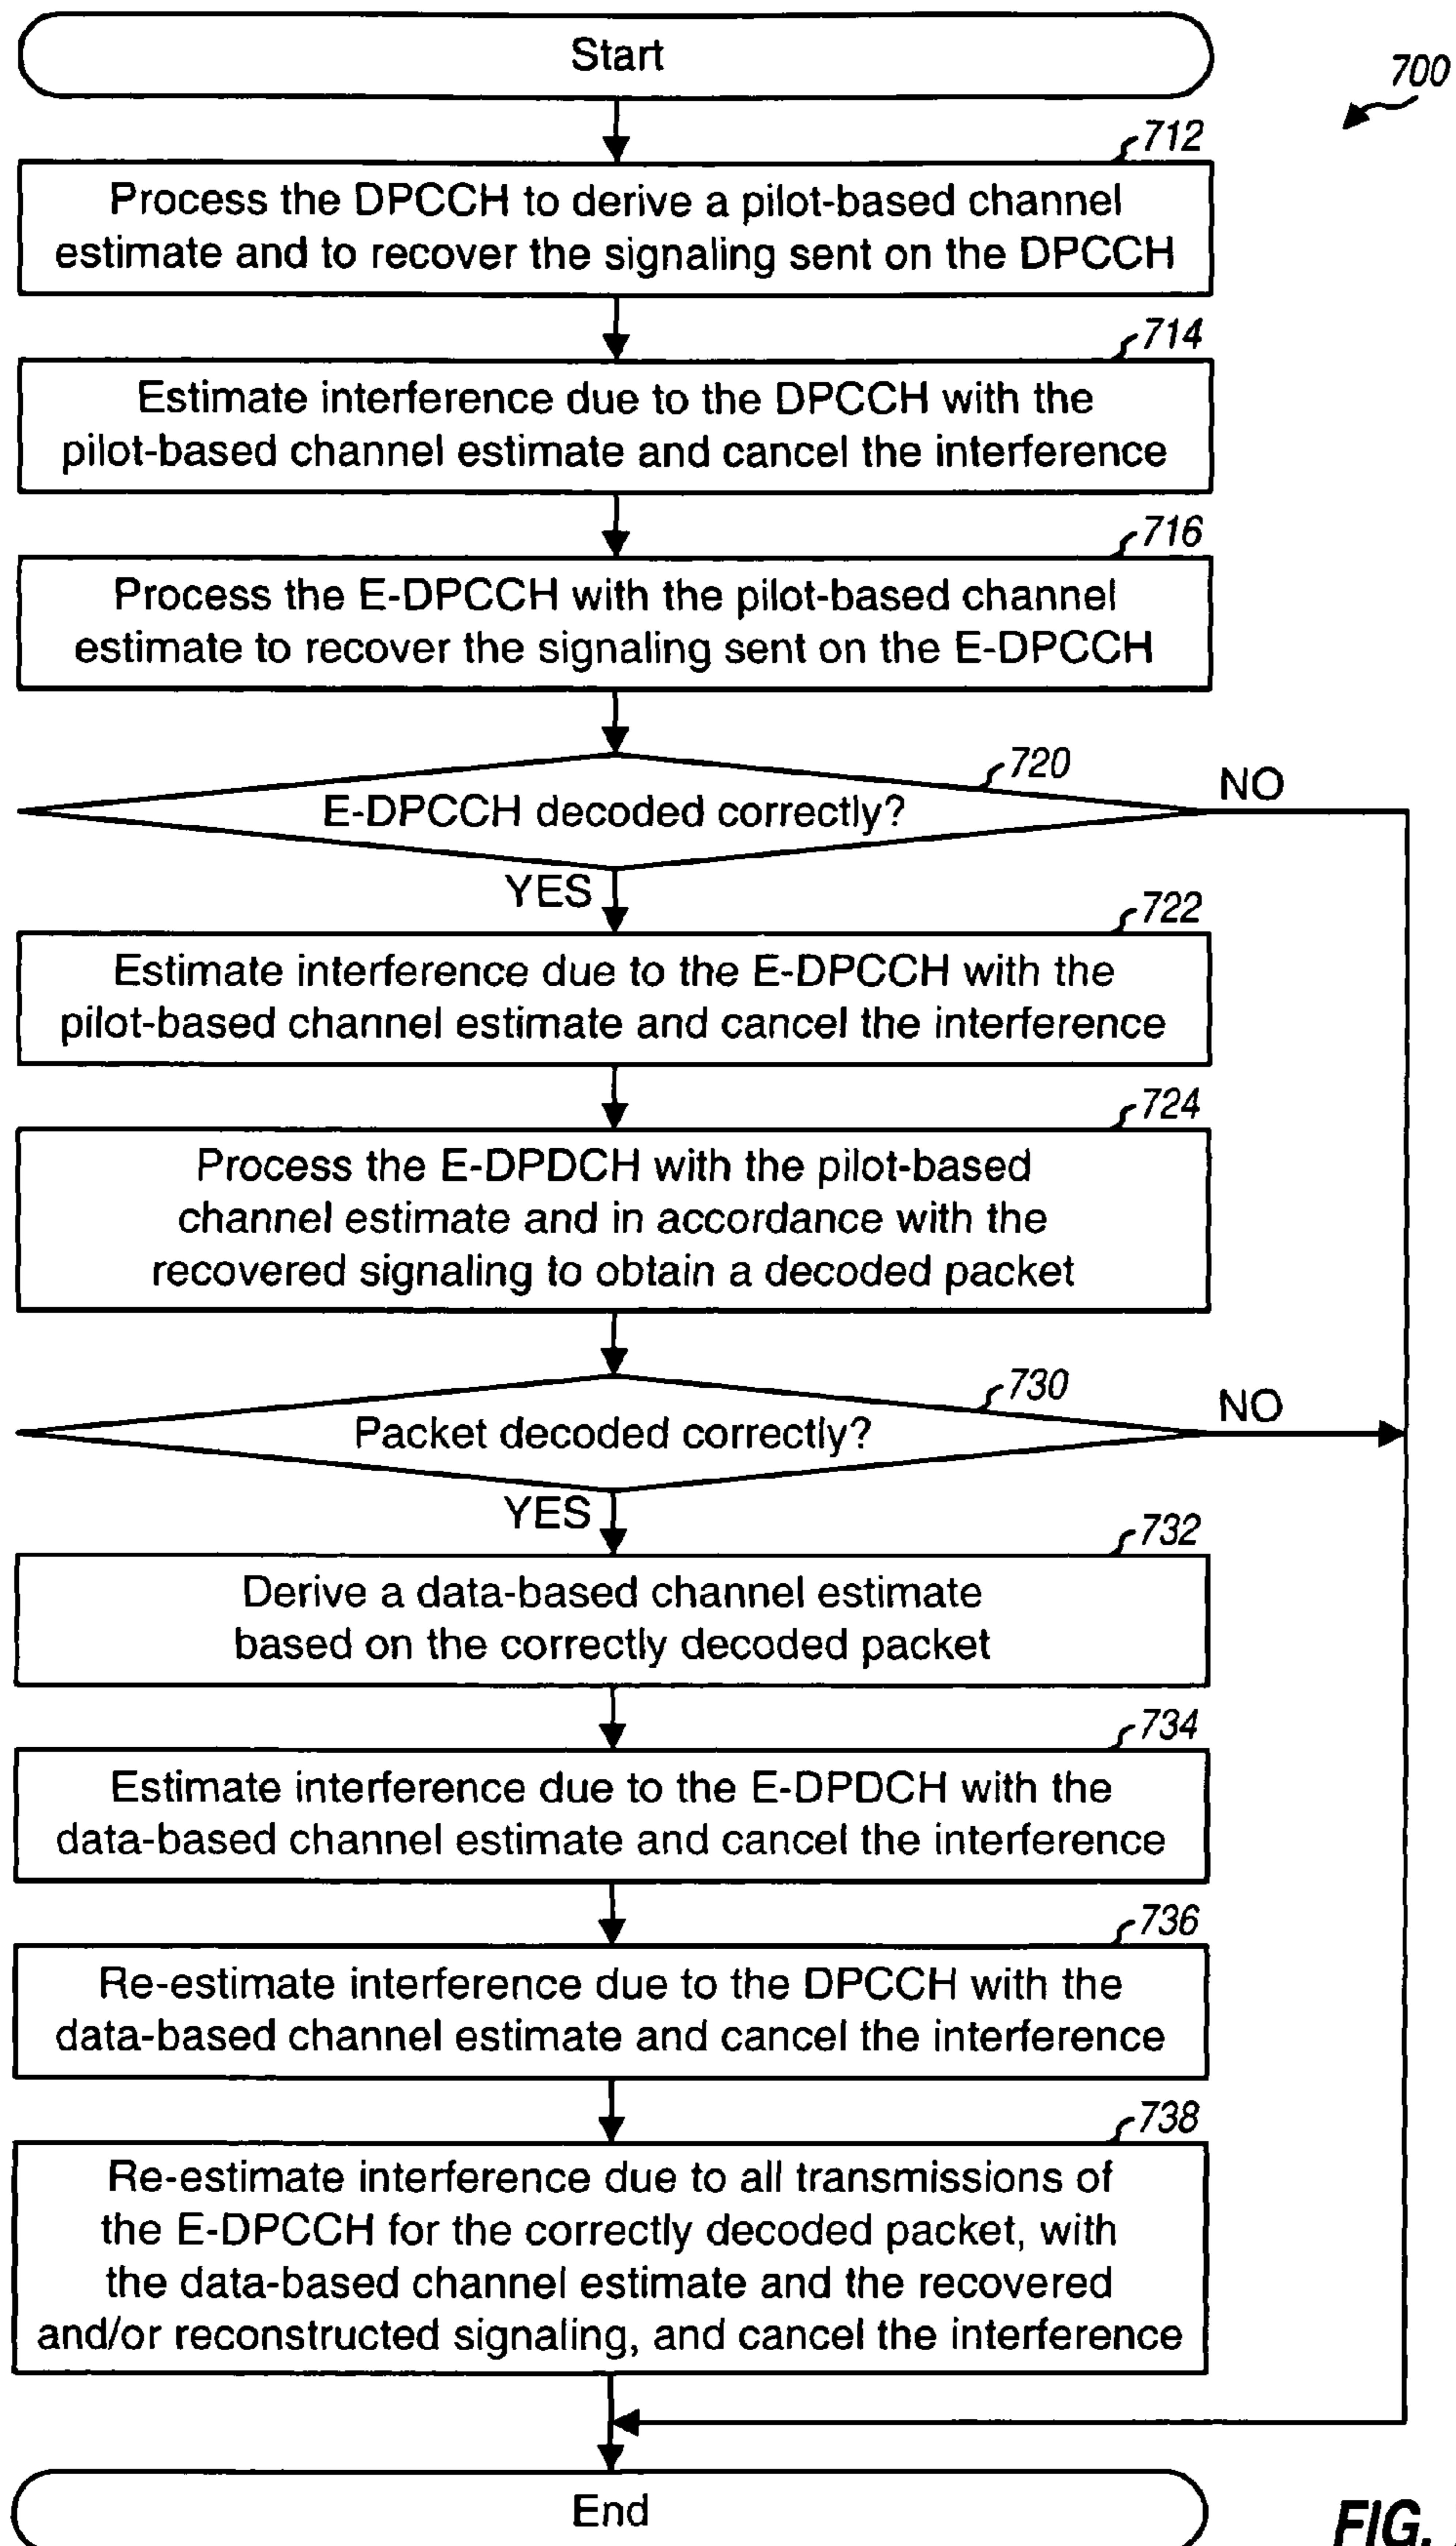 Start
700
712
Process the DPCCH to derive a pilot-based channel
estimate and to recover the signaling sent on the DPCCH
714
Estimate interference due to the DPCCH with the
pilot-based channel estimate and cancel the interference
716
Process the E-DPCCH with the pilot-based channel
estimate to recover the signaling sent on the E-DPCCH
720
E-DPCCH decoded correctly?
NO
YES
722
Estimate interference due to the E-DPCCH with the
pilot-based channel estimate and cancel the interference
724
Process the E-DPDCH with the pilot-based
channel estimate and in accordance with the
recovered signaling to obtain a decoded packet
730
Packet decoded correctly?
NO
YES
732
Derive a data-based channel estimate
based on the correctly decoded packet
734
Estimate interference due to the E-DPDCH with the
data-based channel estimate and cancel the interference
736
Re-estimate interference due to the DPCCH with the
data-based channel estimate and cancel the interference
738
Re-estimate interference due to all transmissions of
the E-DPCCH for the correctly decoded packet, with
the data-based channel estimate and the recovered
and/or reconstructed signaling, and cancel the interference
End
FIG.